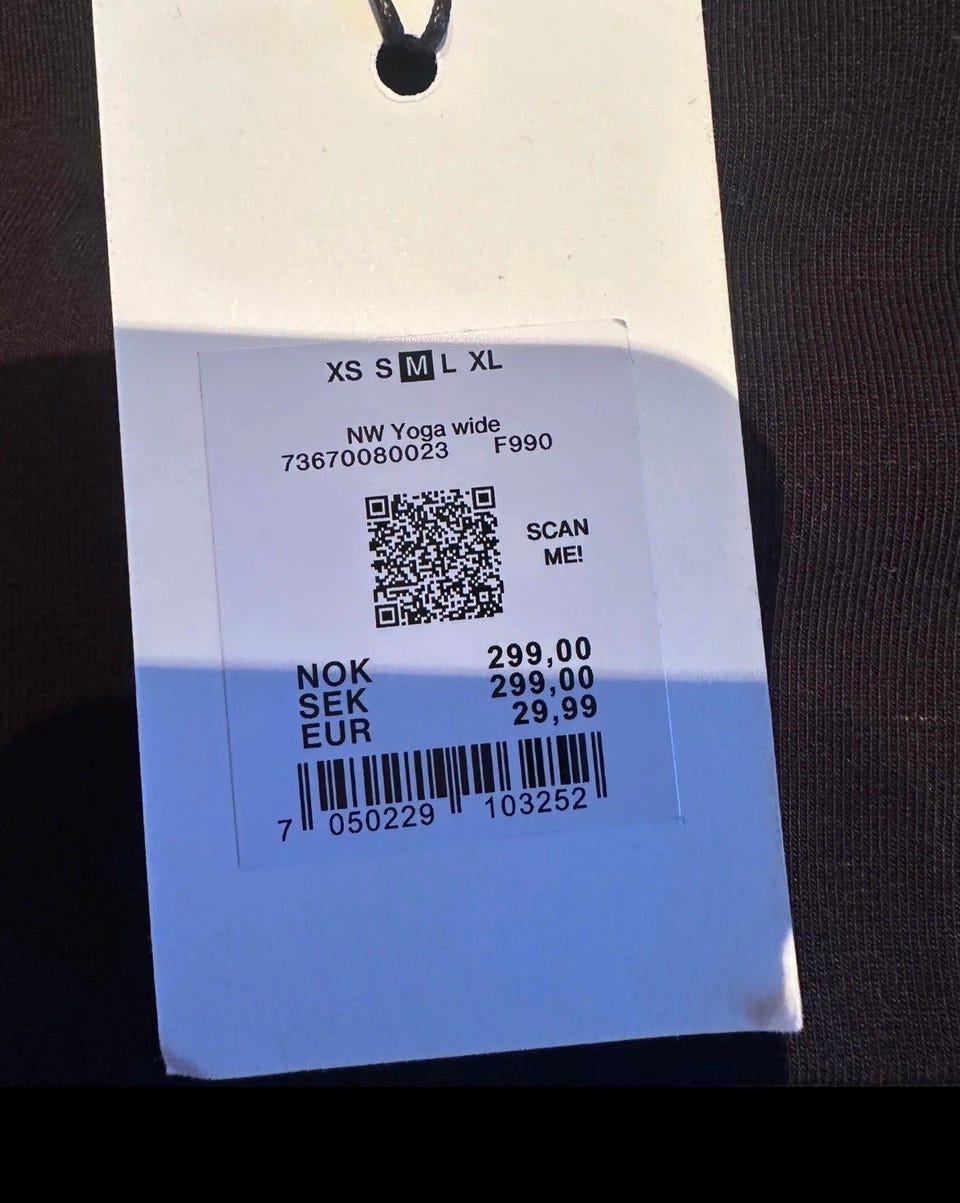 XS S M L XL
NW Yoga wide
73670080023 F990
SCAN
ME!
NOK 299,00
SEK 299,00
EUR 29,99
7 050229 103252